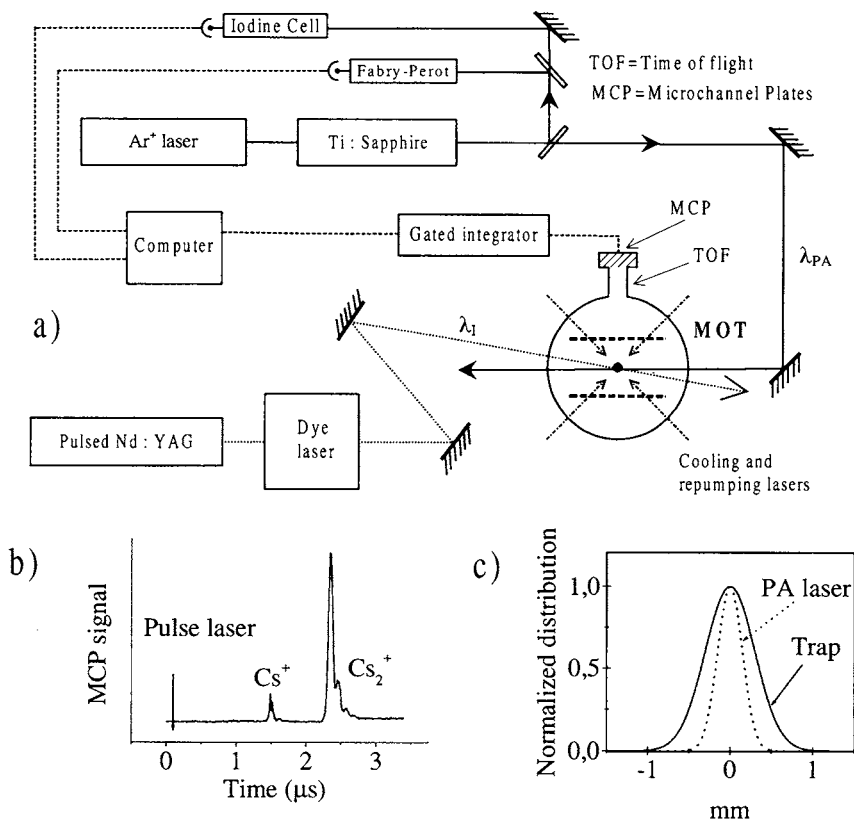 Iodine Cell
Fabry-Perot
TOF=Time of flight
MCP=Microchannel Plates
Ar+ laser
Ti : Sapphire
Computer
Gated integrator
MCP
TOF
λPA
a)
λI
MOT
Pulsed Nd : YAG
Dye
laser
Cooling and
repumping lasers
b)
MCP signal
Pulse laser
Cs+
Cs2+
0 1 2 3
Time (μs)
c)
Normalized distribution
1,0
0,5
0,0
PA laser
Trap
-1 0 1
mm